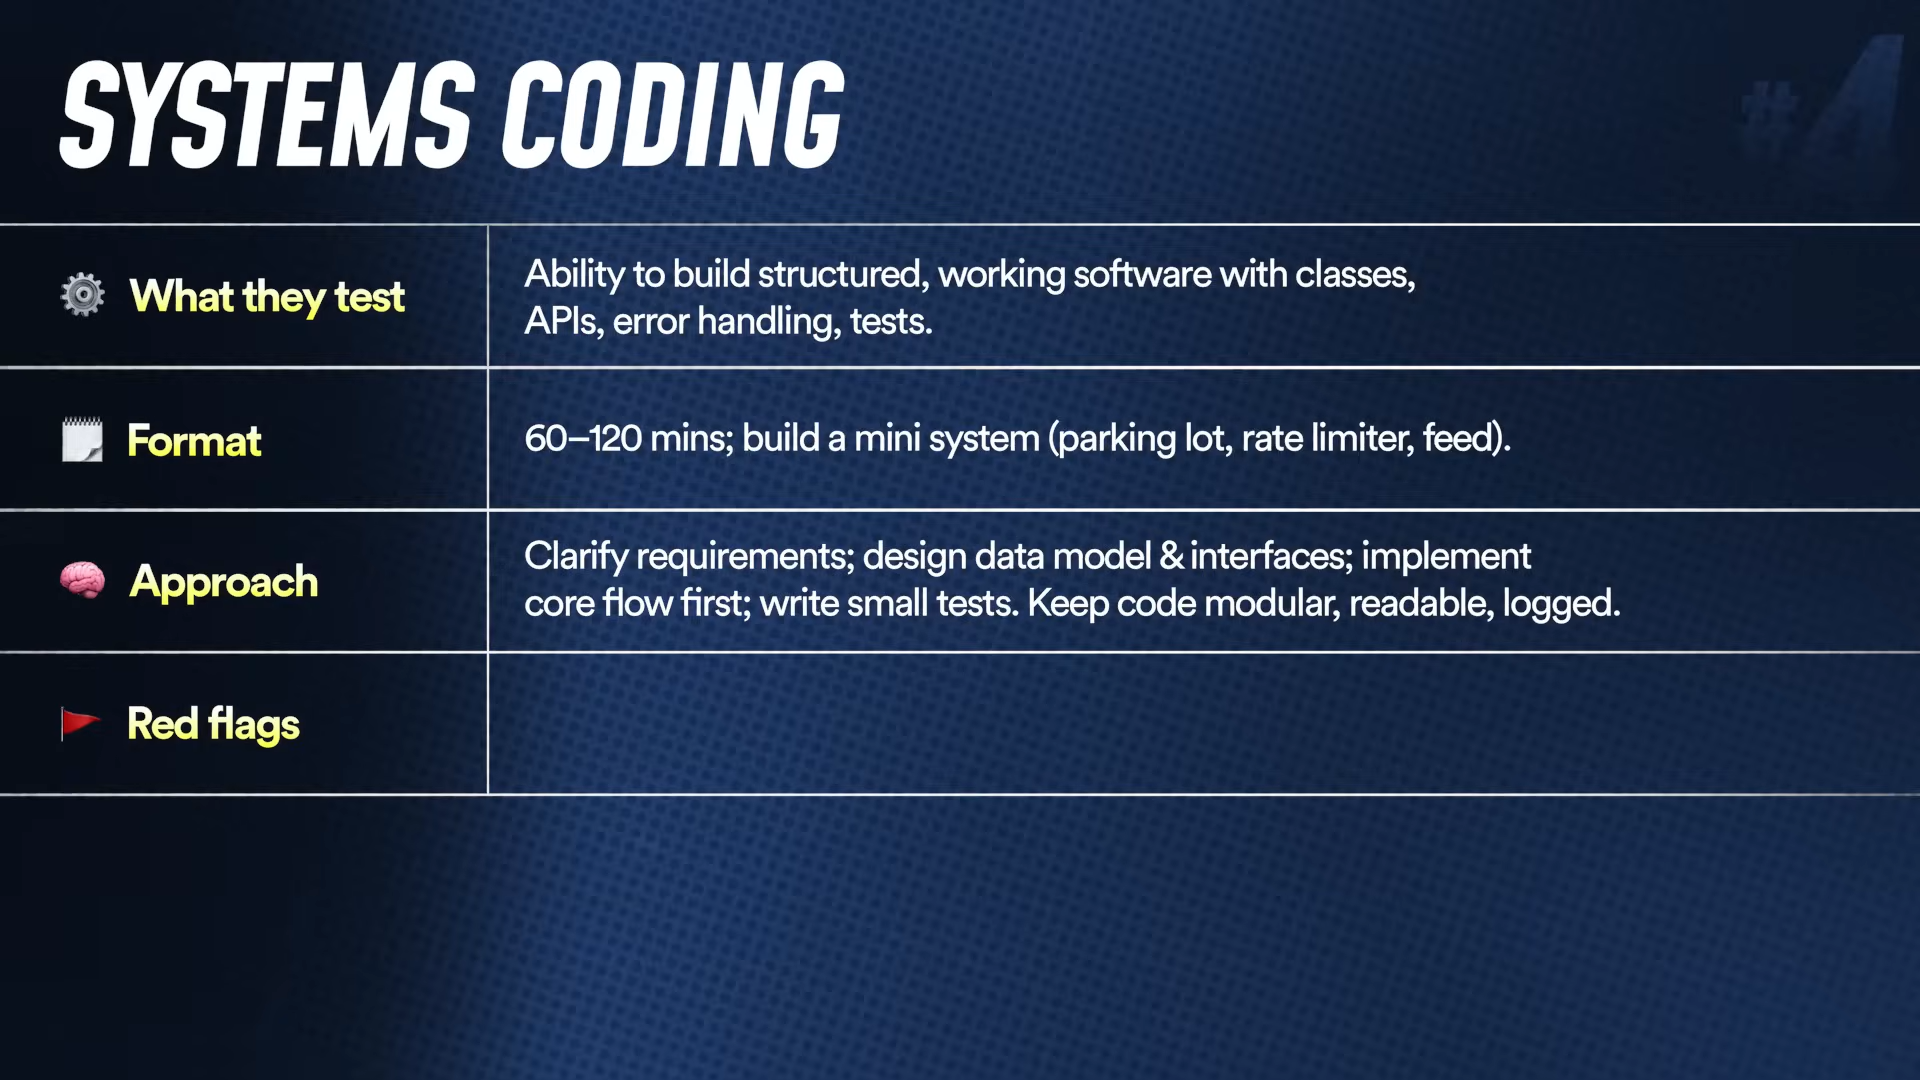 SYSTEMS CODING
#4
What they test
Ability to build structured, working software with classes,
APIs, error handling, tests.
Format
60–120 mins; build a mini system (parking lot, rate limiter, feed).
Approach
Clarify requirements; design data model & interfaces; implement
core flow first; write small tests. Keep code modular, readable, logged.
Red flags